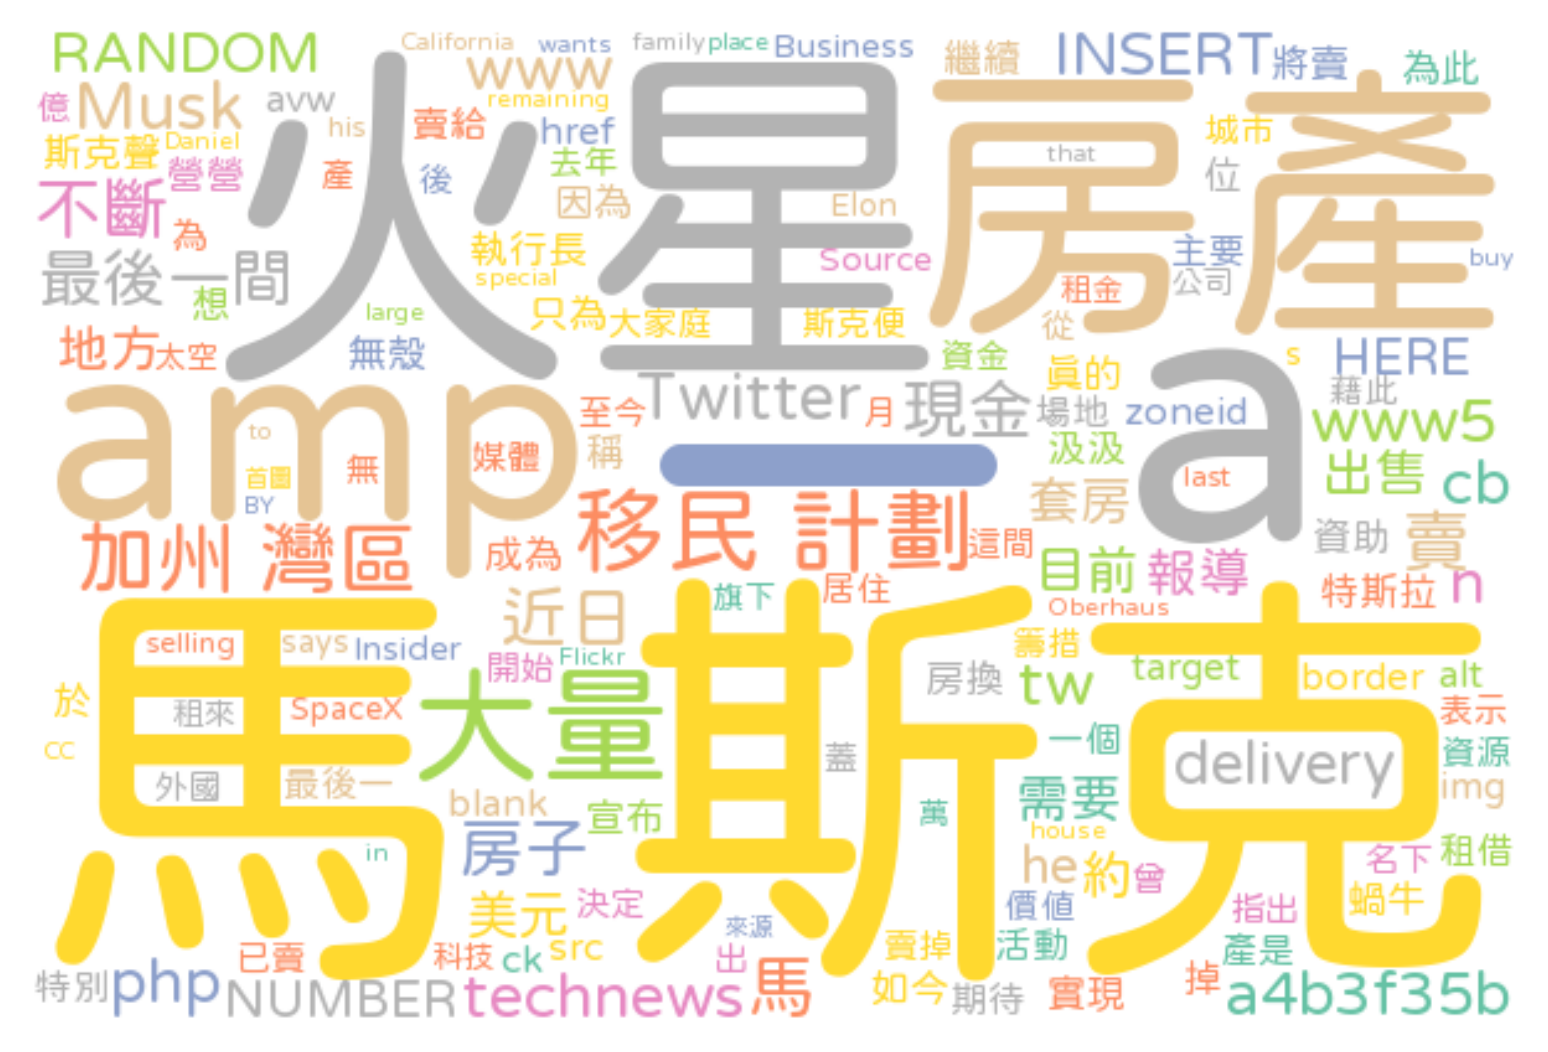 RANDOM
California
wants
family
place
Business
繼續
INSERT
將賣
為此
億
Musk
avw
www
remaining
his
賣給
href
火星
房產
that
城市
斯克聲
Daniel
營營
產
後
去年
位
不斷
為
因為
Elon
執行長
Source
主要
buy
最後一間
想
special
租金
公司
large
只為
大家庭
斯克便
從
地方
太空
無殼
資金
真的
s
HERE
amp
to
Twitter
至今
月
現金
場地
zoneid
a
藉此
www5
首圖
BY
無
媒體
稱
一
汲汲
last
出售
cb
套房
加州
灣區
成為
移民
計劃
這間
資助
賣
目前
報導
特斯拉
n
馬斯克
近日
旗下
居住
Oberhaus
selling
says
Insider
開始
Flickr
籌措
房換
tw
target
border
alt
於
租來
SpaceX
大量
表示
cc
蓋
一個
delivery
資源
外國
最後一
blank
宣布
萬
需要
img
house
in
房子
he
約
曾
名下
租借
美元
決定
來源
價值
指出
蝸牛
已賣
科技
ck
src
出
賣掉
活動
產是
特別
php
NUMBER
technews
馬
如今
期待
實現
掉
a4b3f35b